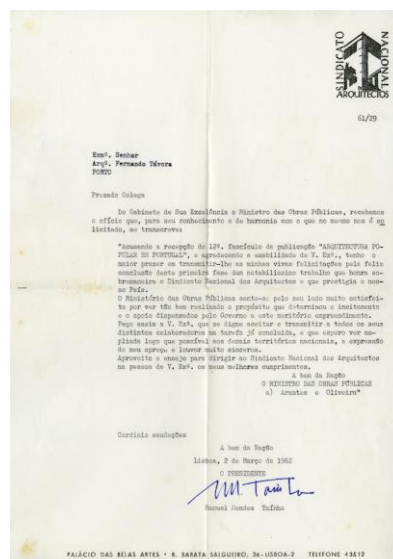 SINDICATO NACIONAL
ARQUITECTOS
61/29
Exmº. Senhor
Arqº. Fernando Távora
PORTO
Prezado Colega
Do Gabinete de Sua Excelência o Ministro das Obras Públicas, recebemos
o ofício que, para seu conhecimento e de harmonia com o que no mesmo nos é so
licitado, se transcreve:
"Acusando a recepção do 12º. fascículo da publicação "ARQUITECTURA PO-
PULAR EM PORTUGAL", e agradecendo a amabilidade de V. Exª., tenho o
maior prazer em transmitir-lhe as minhas vivas felicitações pela feliz
conclusão desta primeira fase dum notabilíssimo trabalho que honra so-
bremaneira o Sindicato Nacional dos Arquitectos e que prestigia o nos-
so País.
O Ministério das Obras Públicas sente-se pelo seu lado muito satisfei-
to por ver tão bem realizado o propósito que determinou o incitamento
e o apoio dispensados pelo Governo a este meritório empreendimento.
Peço assim a V. Exª. que se digne aceitar e transmitir a todos os seus
distintos colaboradores na tarefa já concluída, e que espero ver am-
pliada logo que possível aos demais territórios nacionais, a expressão
do meu apreço e louvor muito sinceros.
Aproveito o ensejo para dirigir ao Sindicato Nacional dos Arquitectos
na pessoa de V. Exª. os meus melhores cumprimentos.
A bem da Nação
O MINISTRO DAS OBRAS PÚBLICAS
a) Arantes e Oliveira"
Cordiais saudações
A bem da Nação
Lisboa, 2 de Março de 1962
O PRESIDENTE
Manuel Mendes Tainha
PALÁCIO DAS BELAS ARTES • R. BARATA SALGUEIRO, 36-LISBOA-2 TELEFONE 43512